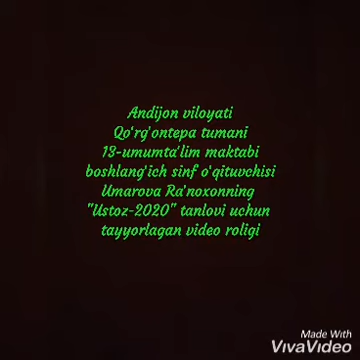 Andijon viloyati
Qo'rg'ontepa tumani
13-umumta'lim maktabi
boshlang'ich sinf o'qituvchisi
Umarova Ra'noxonning
"Ustoz-2020" tanlovi uchun
tayyorlagan video roligi
Made With
VivaVideo